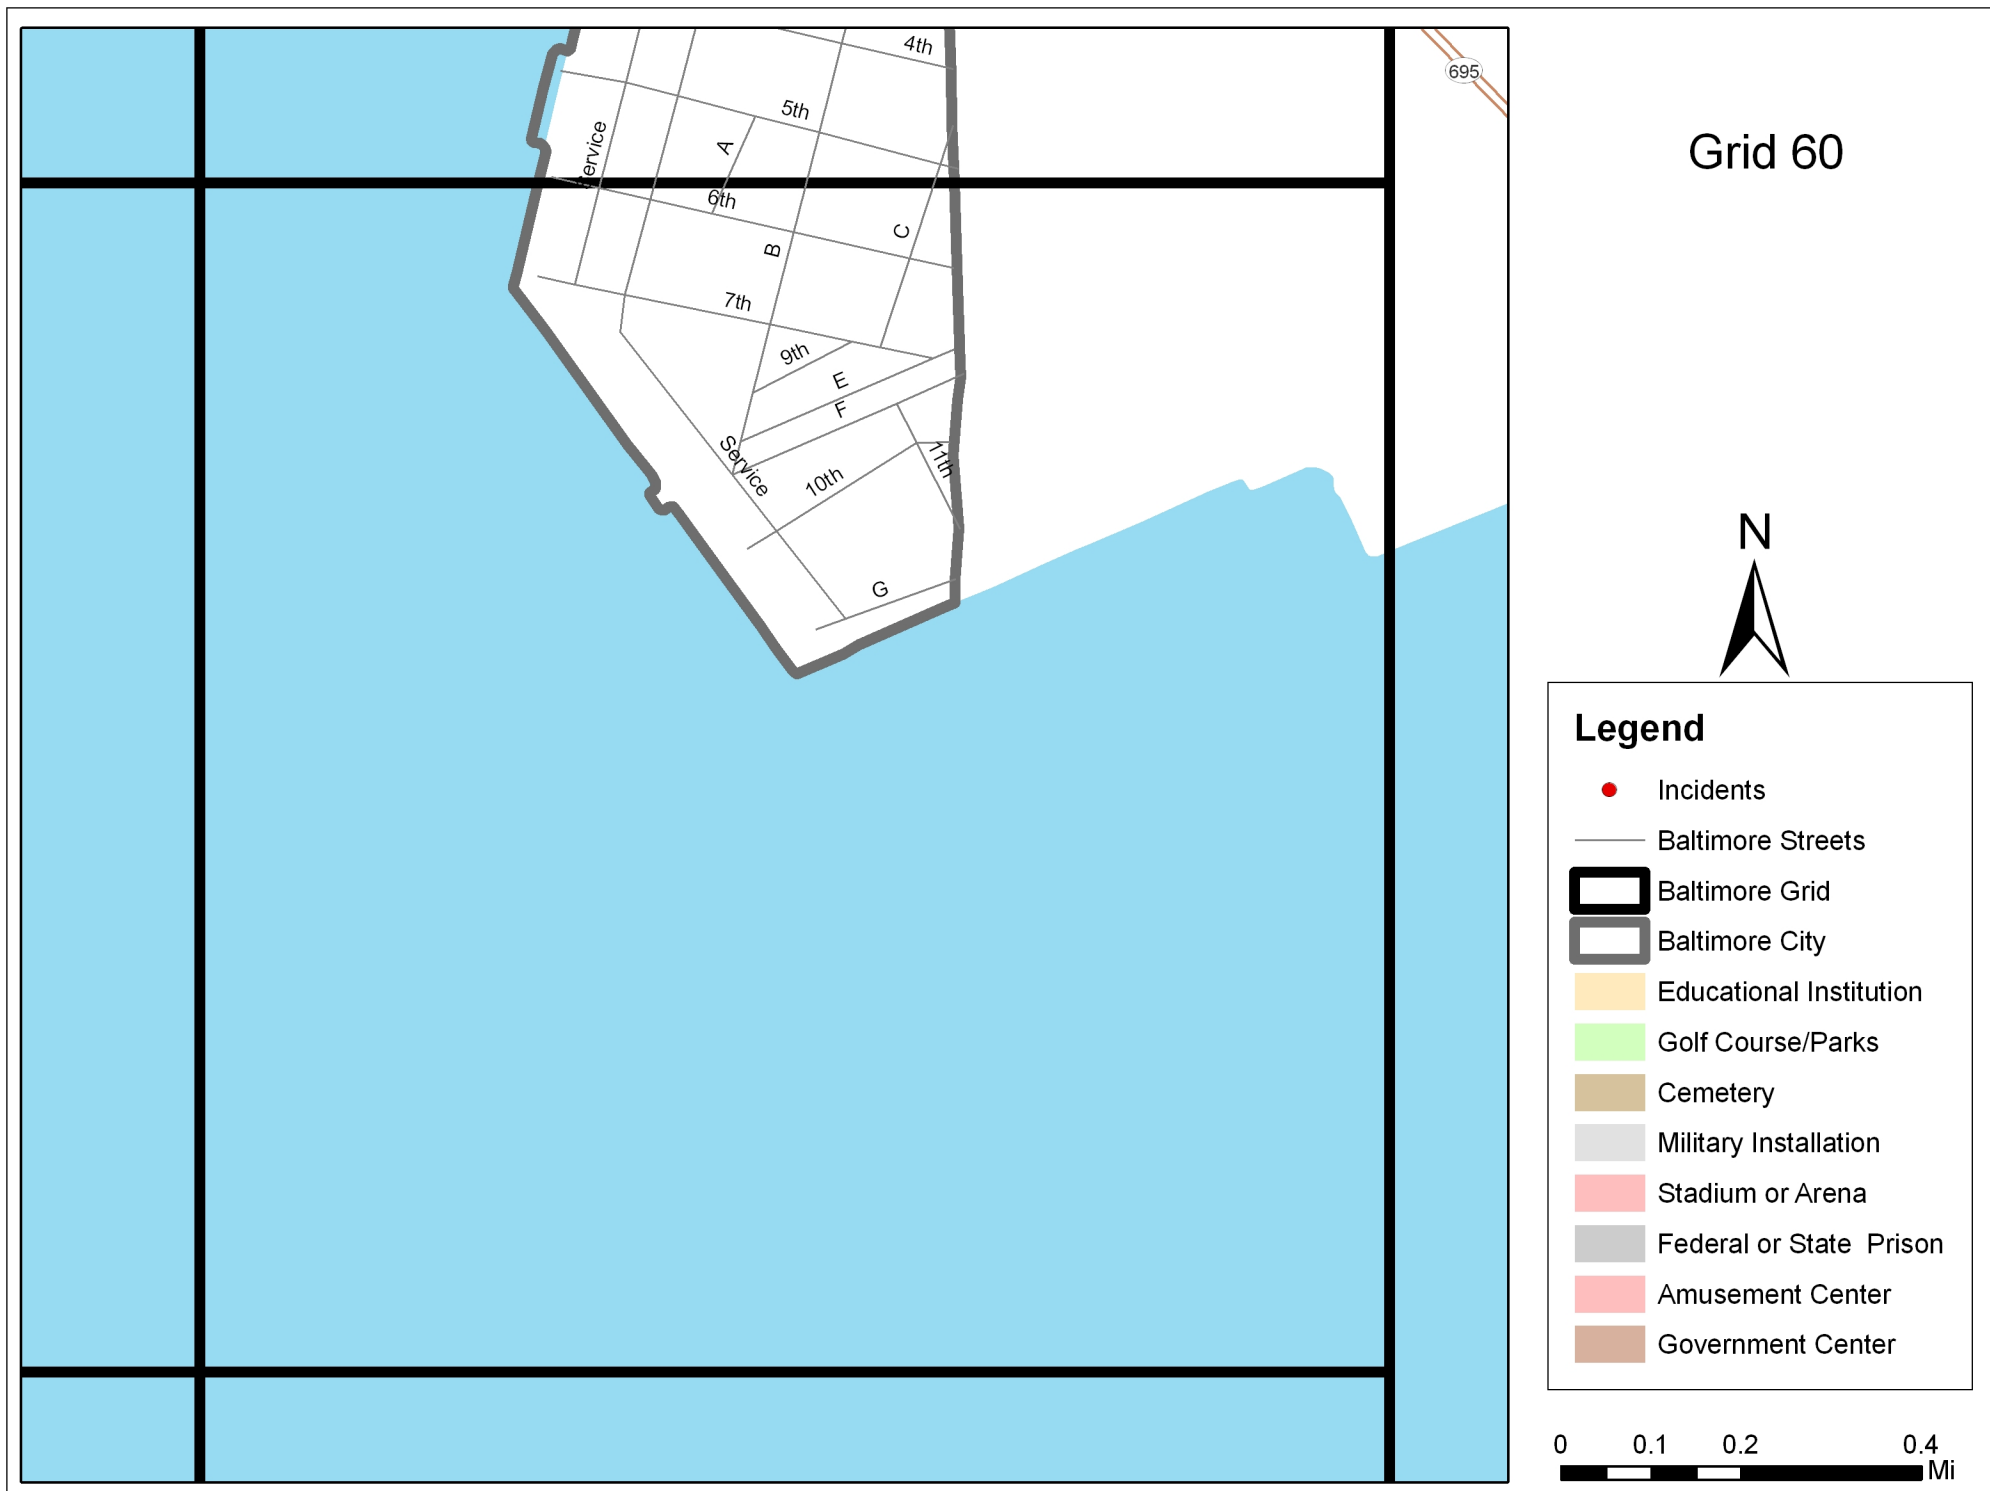 4th
695
5th
Service
A
Grid 60
6th
C
B
7th
9th
E
F
Service
11th
10th
N
G
Legend
Incidents
Baltimore Streets
Baltimore Grid
Baltimore City
Educational Institution
Golf Course/Parks
Cemetery
Military Installation
Stadium or Arena
Federal or State  Prison
Amusement Center
Government Center
0 0.1 0.2 0.4
Mi